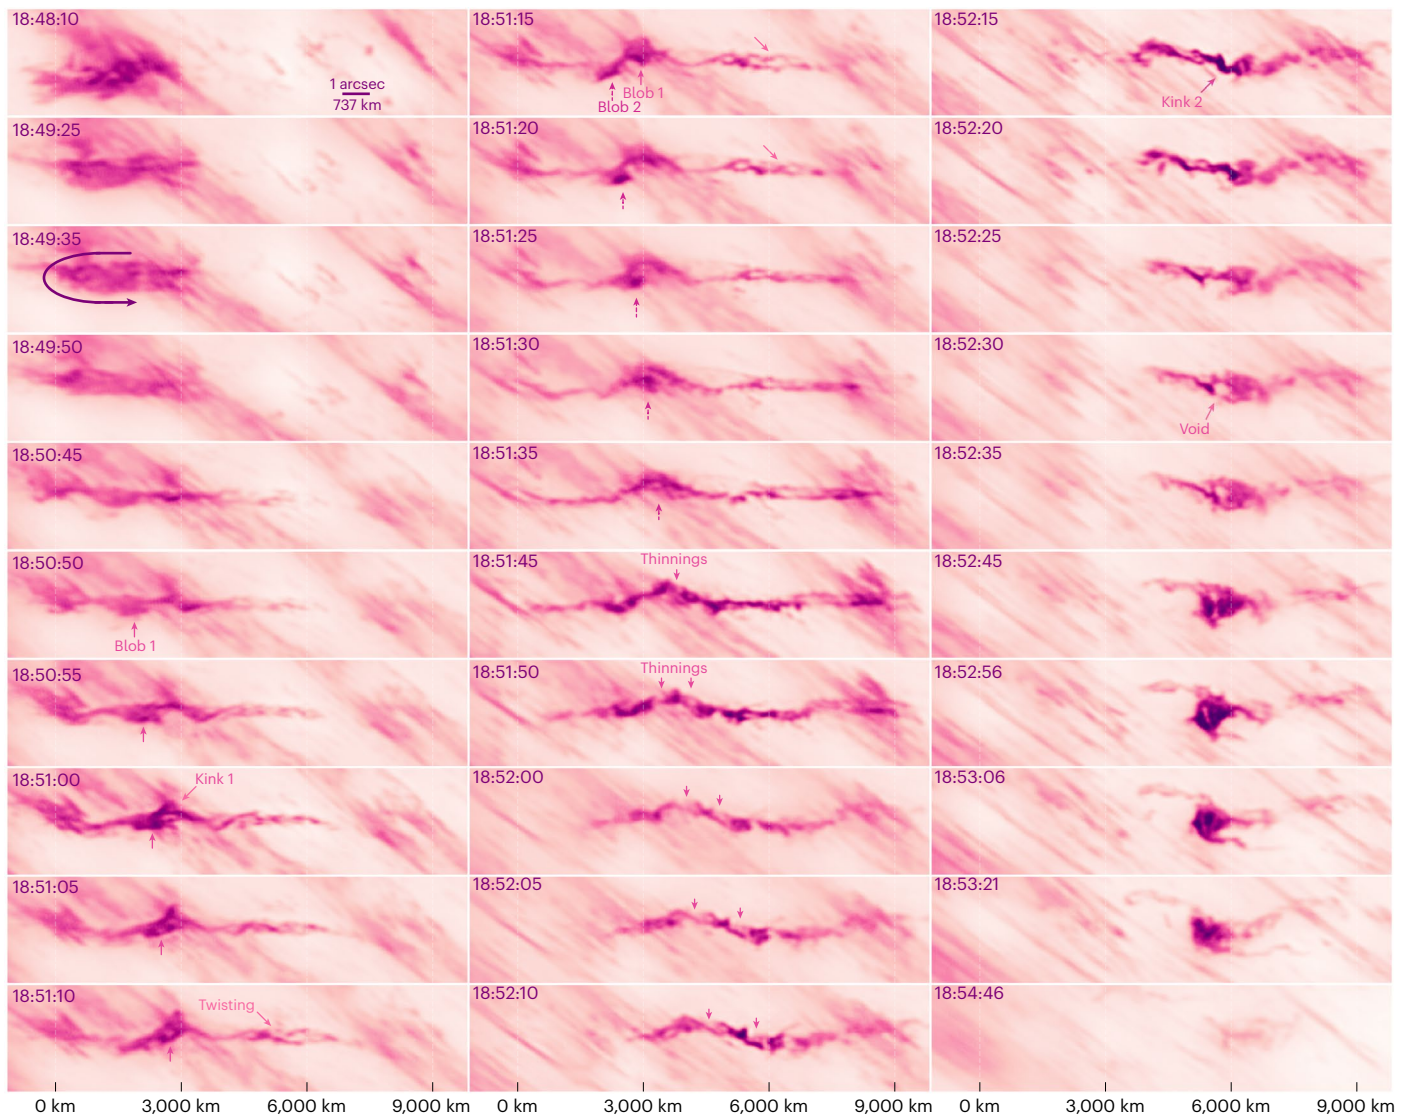 18:48:10
1 arcsec
737 km
18:49:25
18:49:35
18:49:50
18:50:45
18:50:50
Blob 1
18:50:55
18:51:00
Kink 1
18:51:05
18:51:10
Twisting
0 km 3,000 km 6,000 km 9,000 km
18:51:15
Blob 1
Blob 2
18:51:20
18:51:25
18:51:30
18:51:35
18:51:45
Thinnings
18:51:50
Thinnings
18:52:00
18:52:05
18:52:10
0 km 3,000 km 6,000 km 9,000 km
18:52:15
Kink 2
18:52:20
18:52:25
18:52:30
Void
18:52:35
18:52:45
18:52:56
18:53:06
18:53:21
18:54:46
0 km 3,000 km 6,000 km 9,000 km